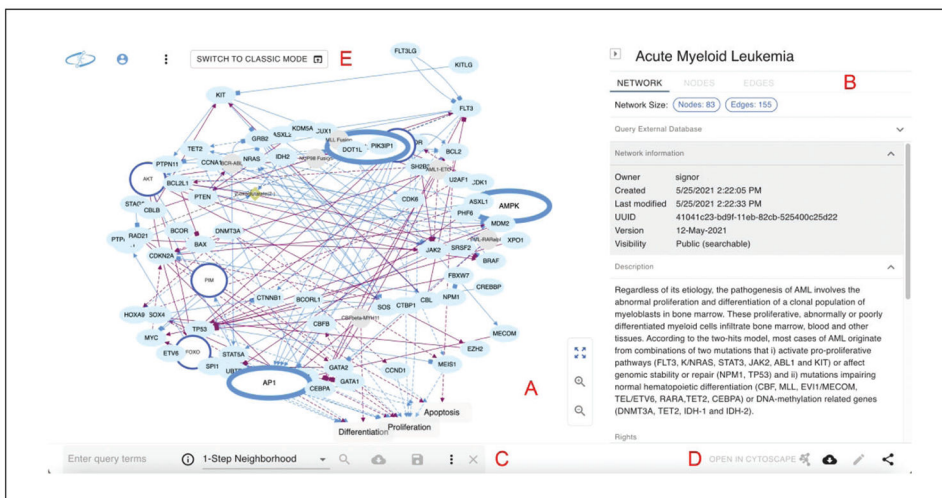 SWITCH TO CLASSIC MODE
E
FLT3LG
KITLG
KIT
FLT3
KDM5A
CUX1
GRB2
ASXL2
MLL Fusion
TET2
DOT1L
PIK3IP1
BCL2
CCNA1
NRAS
IDH2
NUP98 Fusion
PTPN11
BCR-ABL
SH2B3
AML1-ETO
AKT
U2AF1
CDK1
BCL2L1
PTEN
CDK6
ASXL1
AMPK
CBLB
PHF6
MDM2
RAD21
BCOR
DNMT3A
XPO1
BAX
JAK2
SRSF2
CDKN2A
BRAF
FBXW7
PIM
CREBBP
CTNNB1
BCORL1
SOS
CTBP1
CBL
NPM1
HOXA9
SOX4
CBFB
CBFbeta-MYH11
TP53
MYC
MECOM
EZH2
ETV6
FOXO
STAT5A
GATA2
MEIS1
SPI1
CCND1
AP1
GATA1
CEBPA
A
Apoptosis
Differentiation
Proliferation
Enter query terms
1-Step Neighborhood
C
Acute Myeloid Leukemia
NETWORK
NODES
EDGES
B
Network Size:
Nodes: 83
Edges: 155
Query External Database
Network information
Owner signor
Created 5/25/2021 2:22:05 PM
Last modified 5/25/2021 2:22:33 PM
UUID 41041c23-bd9f-11eb-82cb-525400c25d22
Version 12-May-2021
Visibility Public (searchable)
Description
Regardless of its etiology, the pathogenesis of AML involves the
abnormal proliferation and differentiation of a clonal population of
myeloblasts in bone marrow. These proliferative, abnormally or poorly
differentiated myeloid cells infiltrate bone marrow, blood and other
tissues. According to the two-hits model, most cases of AML originate
from combinations of two mutations that i) activate pro-proliferative
pathways (FLT3, K/NRAS, STAT3, JAK2, ABL1 and KIT) or affect
genomic stability or repair (NPM1, TP53) and ii) mutations impairing
normal hematopoietic differentiation (CBF, MLL, EVI1/MECOM,
TEL/ETV6, RARA,TET2, CEBPA) or DNA-methylation related genes
(DNMT3A, TET2, IDH-1 and IDH-2).
Rights
D
OPEN IN CYTOSCAPE